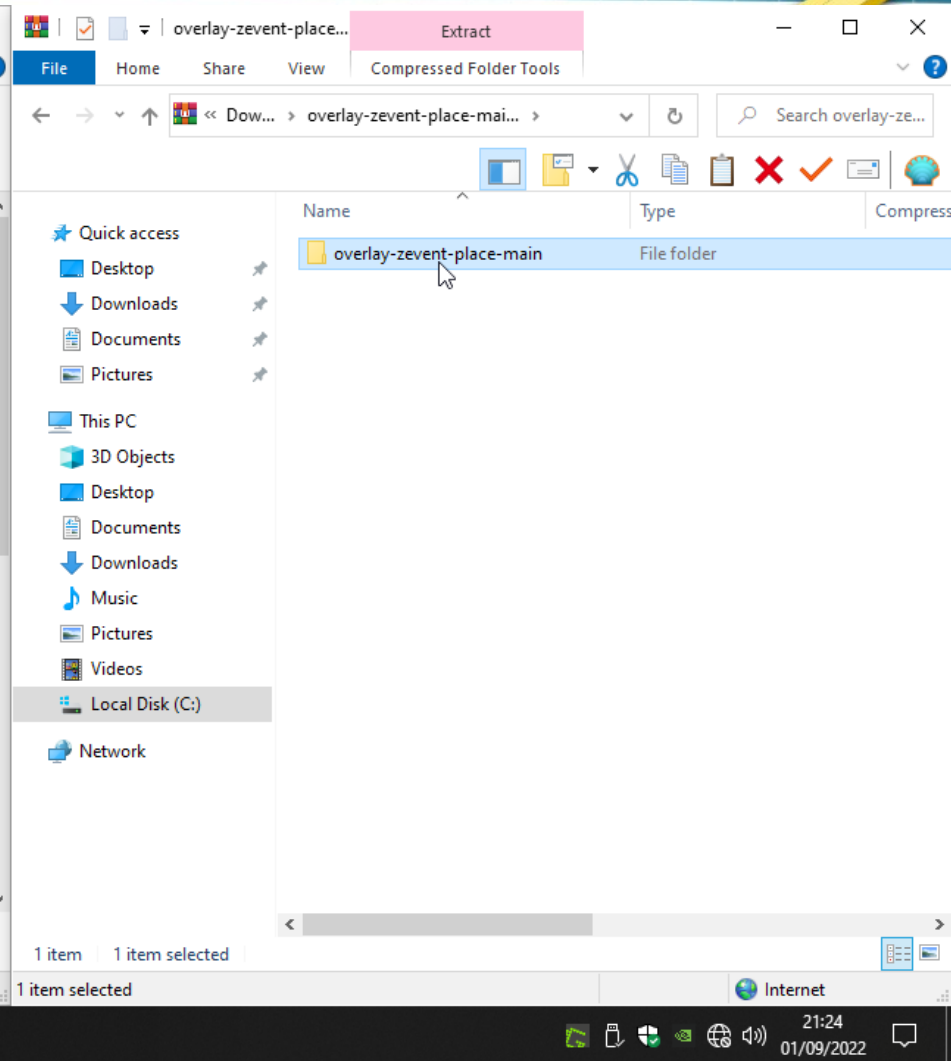 overlay-zevent-place...
Extract
File Home Share View Compressed Folder Tools
« Dow... › overlay-zevent-place-mai... ›
Search overlay-ze...
Name Type Compress
overlay-zevent-place-main File folder
Quick access
Desktop
Downloads
Documents
Pictures
This PC
3D Objects
Desktop
Documents
Downloads
Music
Pictures
Videos
Local Disk (C:)
Network
1 item 1 item selected
1 item selected Internet
21:24
01/09/2022